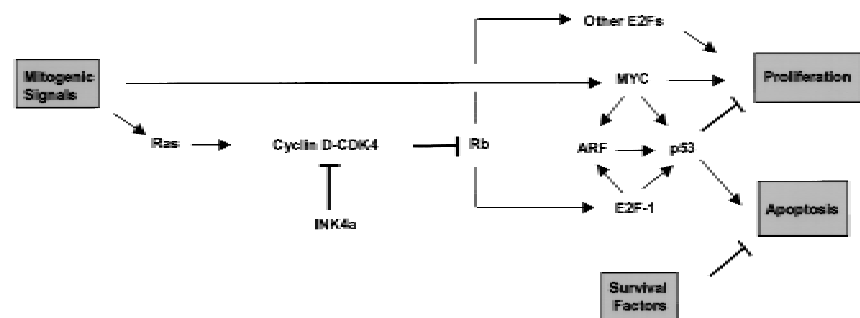 Other E2Fs
Mitogenic
Signals
MYC
Proliferation
Ras
Cyclin D-CDK4
Rb
ARF
p53
E2F-1
Apoptosis
INK4a
Survival
Factors